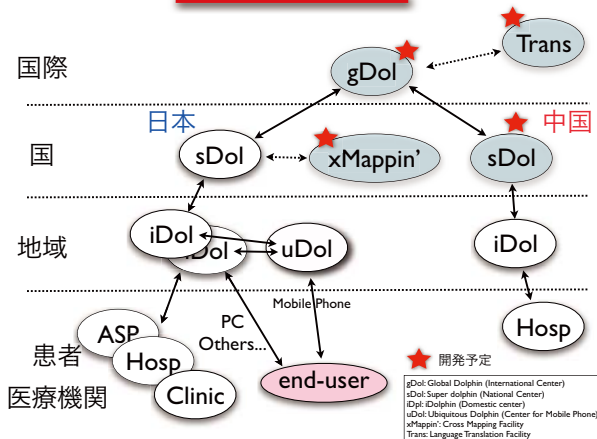 国際
Trans
gDol
日本
中国
国
sDol
xMappin'
sDol
地域
iDol
iDol
uDol
iDol
Mobile Phone
PC
Others...
患者
医療機関
ASP
Hosp
Clinic
end-user
Hosp
開発予定
gDol: Global Dolphin (International Center)
sDol: Super dolphin (National Center)
iDpl: iDolphin (Domestic center)
uDol: Ubiquitous Dolphin (Center for Mobile Phone)
xMappin': Cross Mapping Facility
Trans: Language Translation Facility